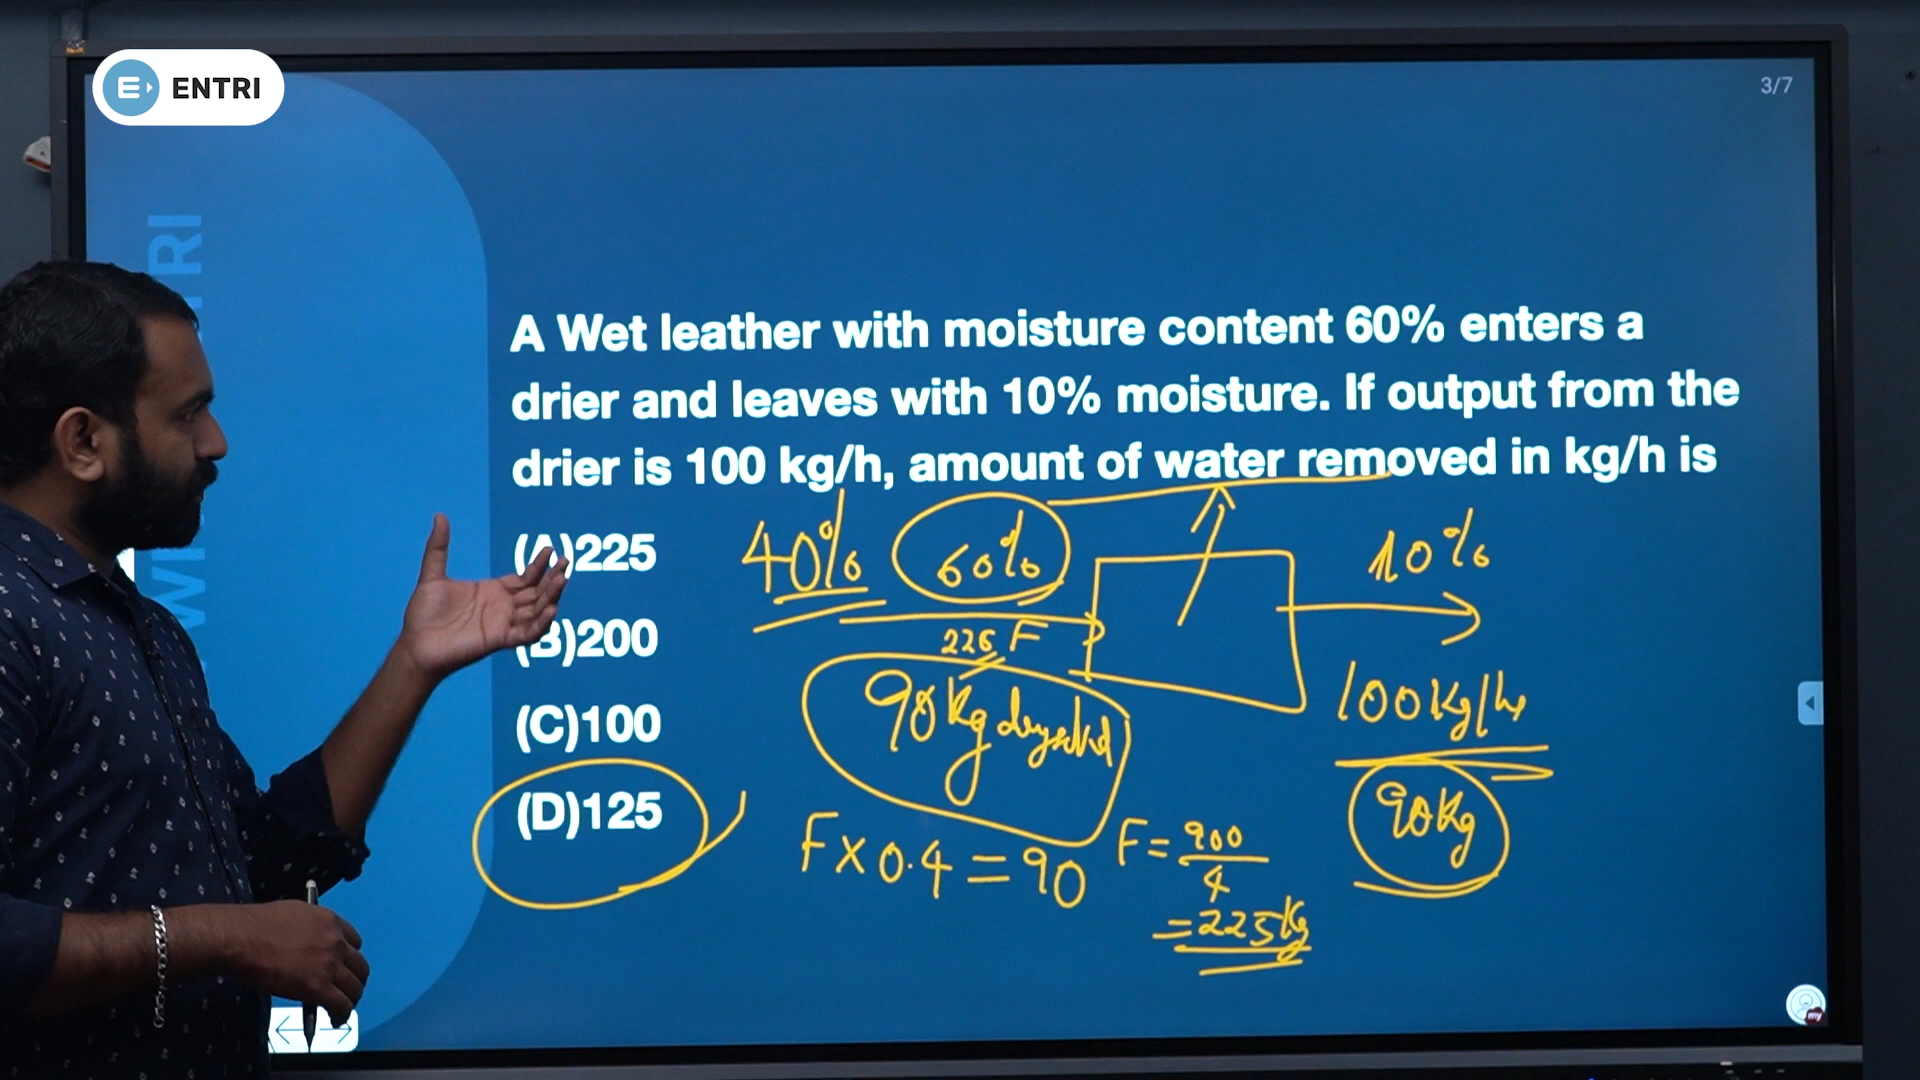 ENTRI
3/7
A Wet leather with moisture content 60% enters a
drier and leaves with 10% moisture. If output from the
drier is 100 kg/h, amount of water removed in kg/h is
(A)225
(B)200
(C)100
(D)125
40% 60%
10%
225 F
90kg
100kg/hr
90kg
F×0.4=90
F=900/4
=225kg
my